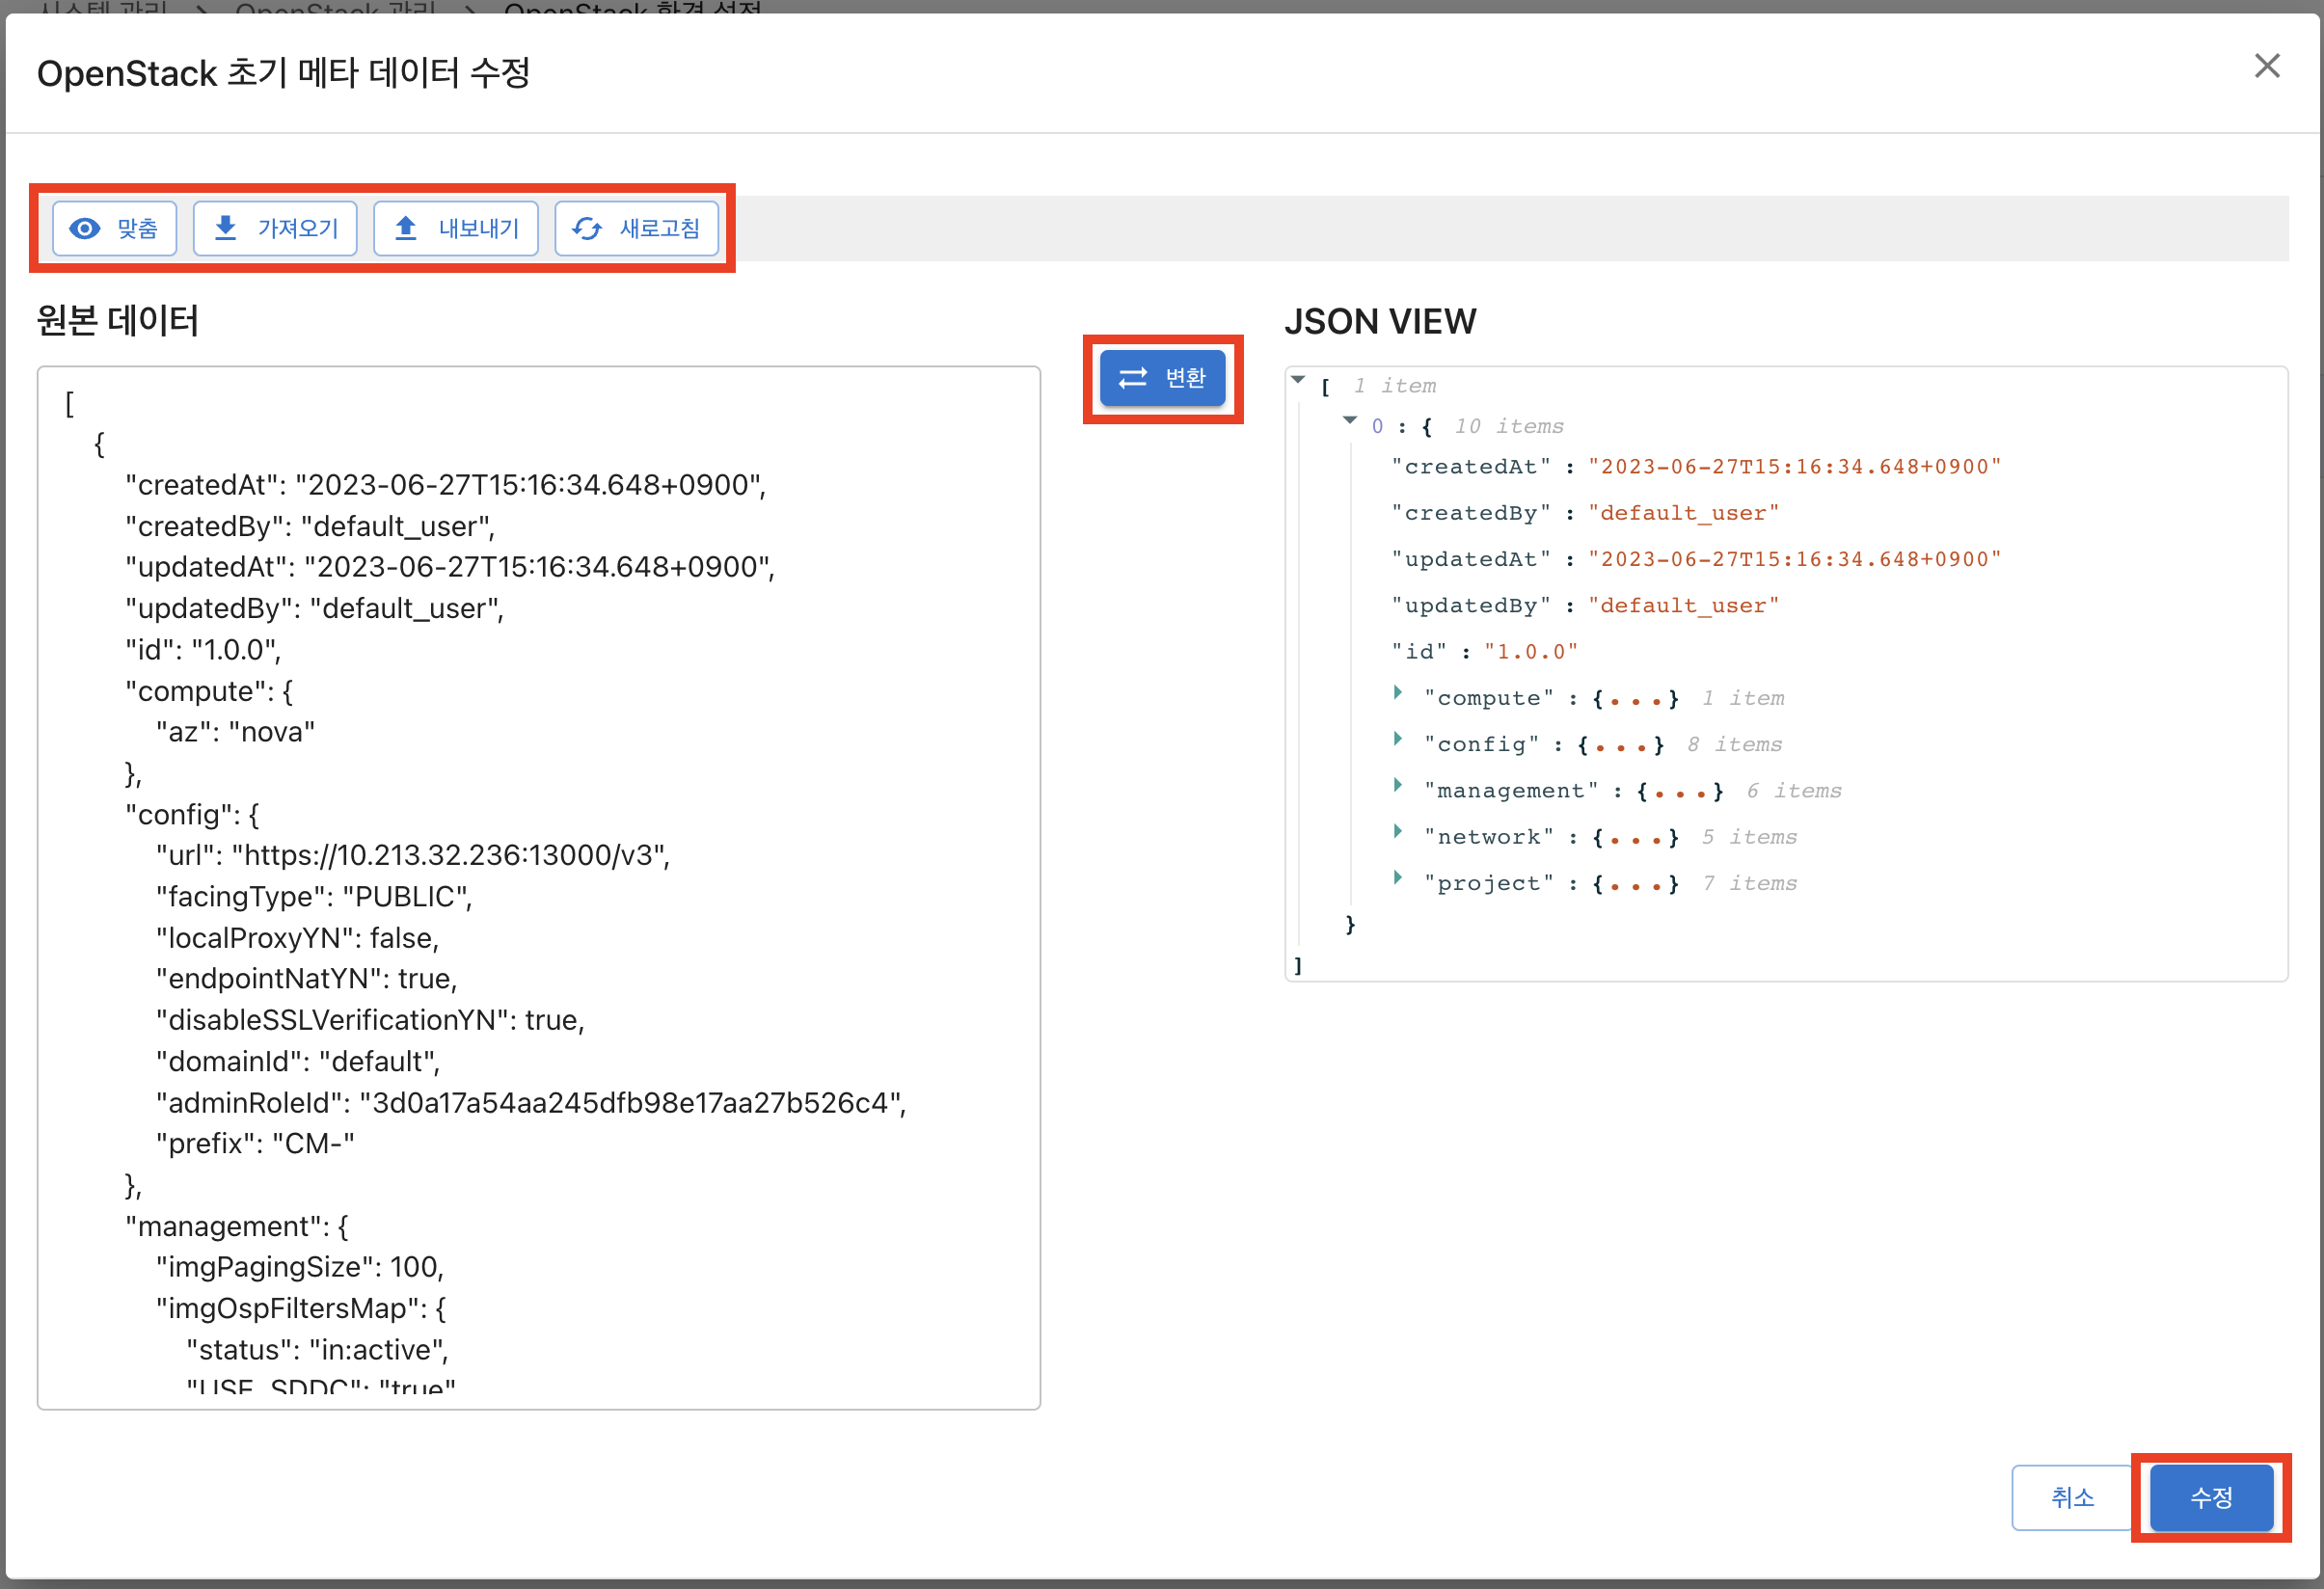 시스템 관리 > OpenStack 관리 > OpenStack 환경 설정
OpenStack 초기 메타 데이터 수정
맞춤 가져오기 내보내기 새로고침
원본 데이터
[
{
"createdAt": "2023-06-27T15:16:34.648+0900",
"createdBy": "default_user",
"updatedAt": "2023-06-27T15:16:34.648+0900",
"updatedBy": "default_user",
"id": "1.0.0",
"compute": {
"az": "nova"
},
"config": {
"url": "https://10.213.32.236:13000/v3",
"facingType": "PUBLIC",
"localProxyYN": false,
"endpointNatYN": true,
"disableSSLVerificationYN": true,
"domainId": "default",
"adminRoleId": "3d0a17a54aa245dfb98e17aa27b526c4",
"prefix": "CM-"
},
"management": {
"imgPagingSize": 100,
"imgOspFiltersMap": {
"status": "in:active",
"USE_SDDC": "true"
변환
JSON VIEW
[ 1 item
0 : { 10 items
"createdAt" : "2023-06-27T15:16:34.648+0900"
"createdBy" : "default_user"
"updatedAt" : "2023-06-27T15:16:34.648+0900"
"updatedBy" : "default_user"
"id" : "1.0.0"
"compute" : {...} 1 item
"config" : {...} 8 items
"management" : {...} 6 items
"network" : {...} 5 items
"project" : {...} 7 items
}
]
취소 수정